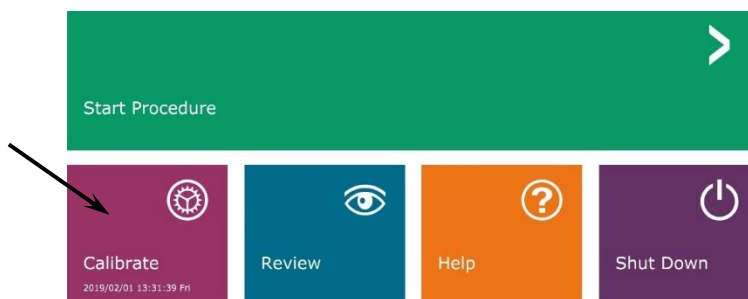 Start Procedure
Calibrate
2019/02/01 13:31:39 Fri
Review
Help
Shut Down